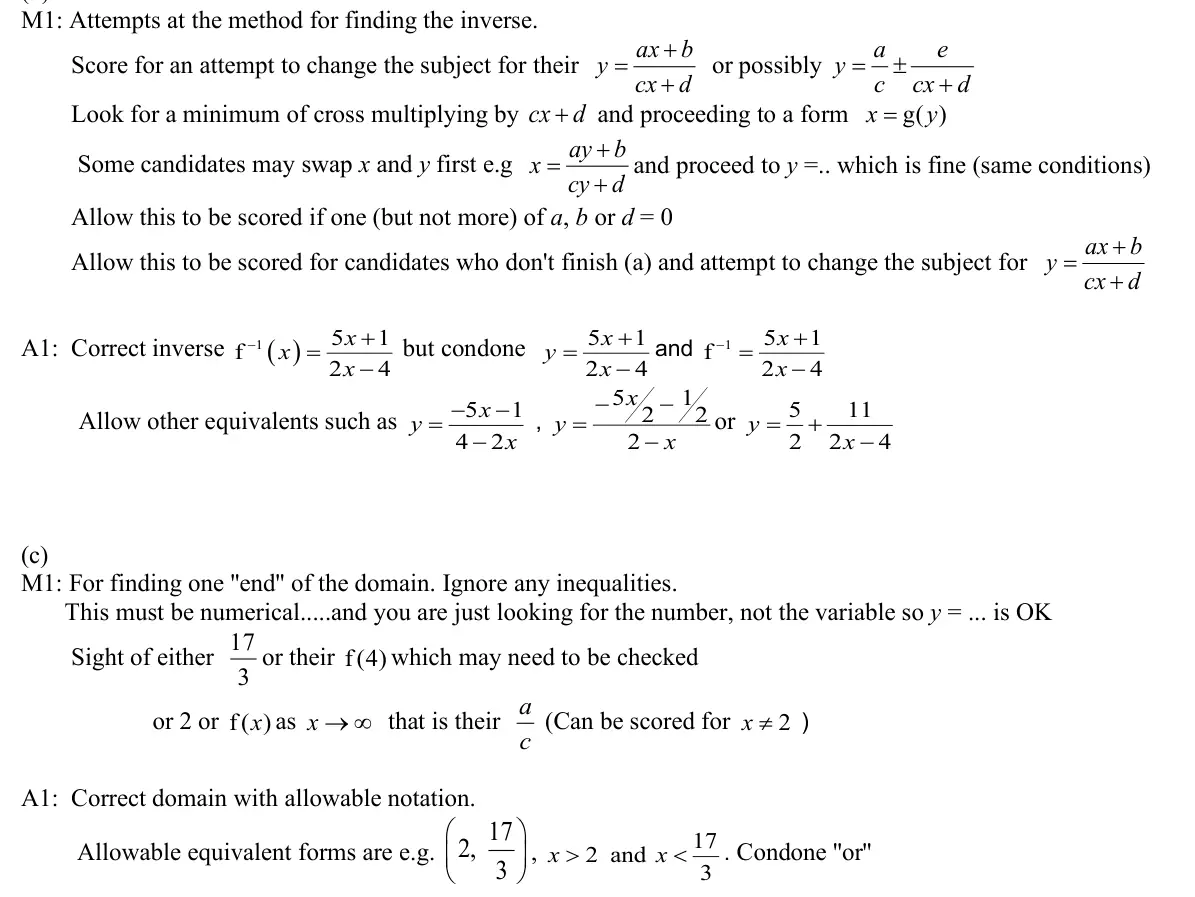 M1: Attempts at the method for finding the inverse.
Score for an attempt to change the subject for their y = (ax + b)/(cx + d) or possibly y = a/c ± e/(cx + d)
Look for a minimum of cross multiplying by cx + d and proceeding to a form x = g(y)
Some candidates may swap x and y first e.g x = (ay + b)/(cy + d) and proceed to y =.. which is fine (same conditions)
Allow this to be scored if one (but not more) of a, b or d = 0
Allow this to be scored for candidates who don't finish (a) and attempt to change the subject for y = (ax + b)/(cx + d)
A1: Correct inverse f⁻¹(x) = (5x + 1)/(2x − 4) but condone y = (5x + 1)/(2x − 4) and f⁻¹ = (5x + 1)/(2x − 4)
Allow other equivalents such as y = (−5x − 1)/(4 − 2x) , y = (−5x/2 − 1/2)/(2 − x) or y = 5/2 + 11/(2x − 4)
(c)
M1: For finding one "end" of the domain. Ignore any inequalities.
This must be numerical.....and you are just looking for the number, not the variable so y = ... is OK
Sight of either 17/3 or their f(4) which may need to be checked
or 2 or f(x) as x → ∞ that is their a/c (Can be scored for x ≠ 2 )
A1: Correct domain with allowable notation.
Allowable equivalent forms are e.g. (2, 17/3), x > 2 and x < 17/3 . Condone "or"